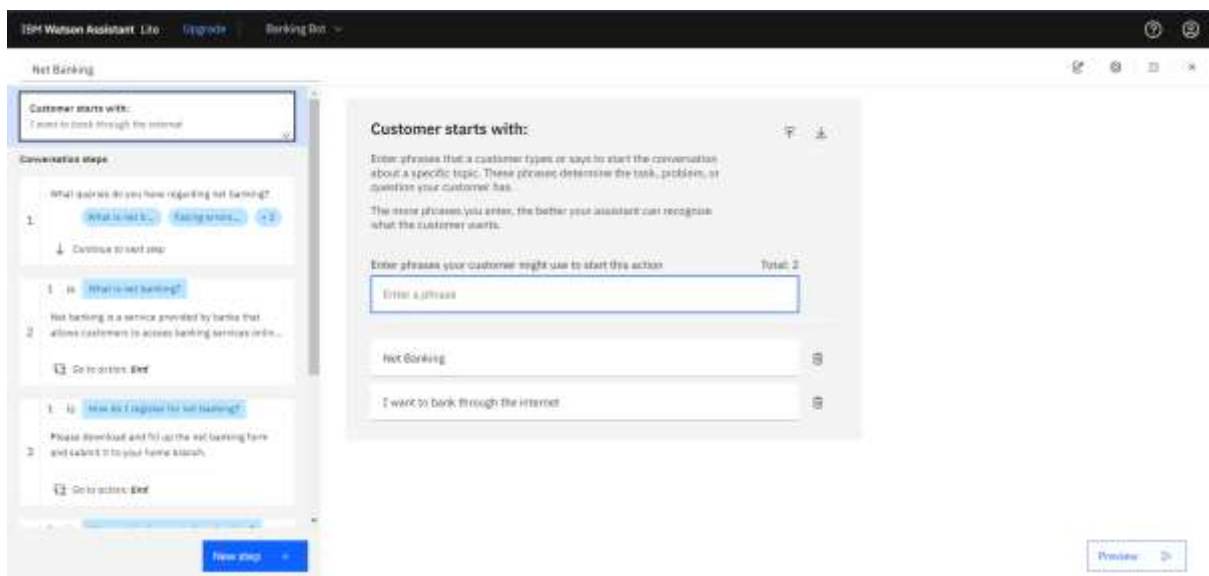 IBM Watson Assistant Lite Upgrade Banking Bot
Net Banking
Customer starts with:
I want to bank through the internet
Conversation steps
What queries do you have regarding net banking?
1
What is net b... Facing errors... + 2
Continue to next step
1 is What is net banking?
Net banking is a service provided by banks that
2 allows customers to access banking services onlin...
Go to action: End
1 is How do I register for net banking?
Please download and fill up the net banking form
3 and submit it to your home branch.
Go to action: End
New step +
Customer starts with:
Enter phrases that a customer types or says to start the conversation
about a specific topic. These phrases determine the task, problem, or
question your customer has.
The more phrases you enter, the better your assistant can recognize
what the customer wants.
Enter phrases your customer might use to start this action Total: 2
Enter a phrase
Net Banking
I want to bank through the internet
Preview